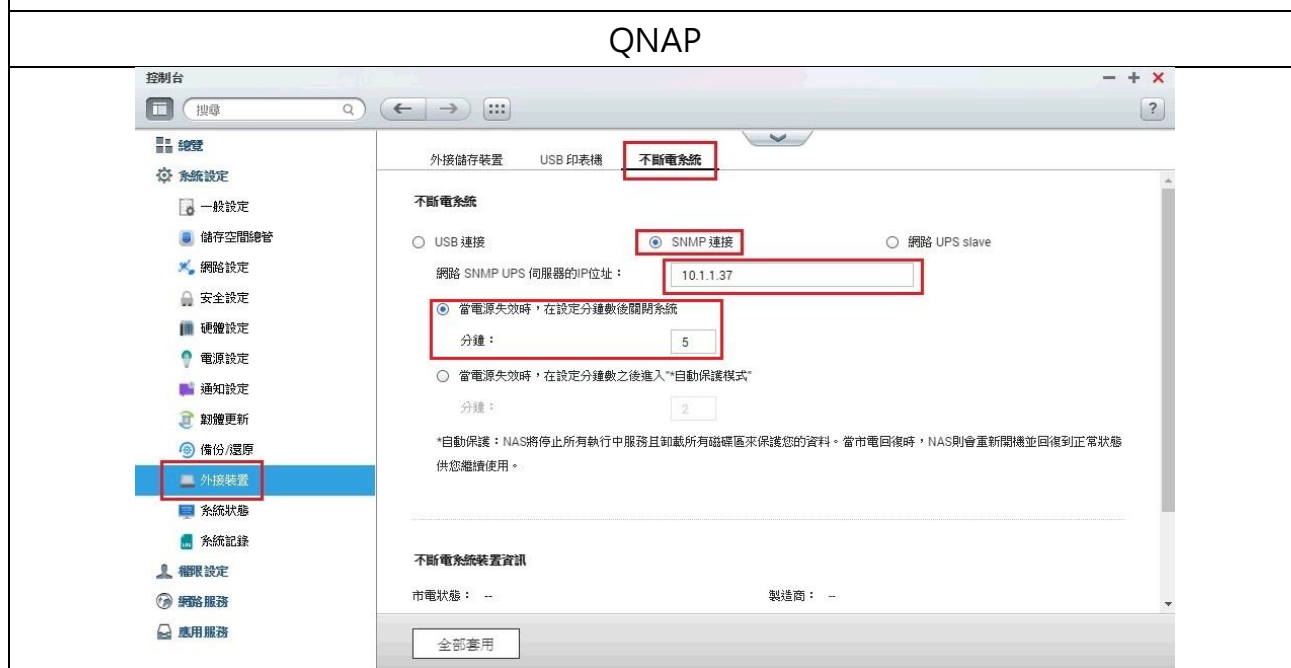 QNAP
控制台
搜尋
?
總覽
系統設定
一般設定
儲存空間總管
網路設定
安全設定
硬體設定
電源設定
通知設定
韌體更新
備份/還原
外接裝置
系統狀態
系統記錄
權限設定
網路服務
應用服務
外接儲存裝置 USB 印表機 不斷電系統
不斷電系統
USB 連接 SNMP 連接 網路 UPS slave
網路 SNMP UPS 伺服器的IP位址： 10.1.1.37
當電源失效時，在設定分鐘數後關閉系統
分鐘： 5
當電源失效時，在設定分鐘數之後進入"*自動保護模式"
分鐘： 2
*自動保護：NAS將停止所有執行中服務且卸載所有磁碟區來保護您的資料。當市電回復時，NAS則會重新開機並回復到正常狀態
供您繼續使用。
不斷電系統裝置資訊
市電狀態： -- 製造商： --
全部套用